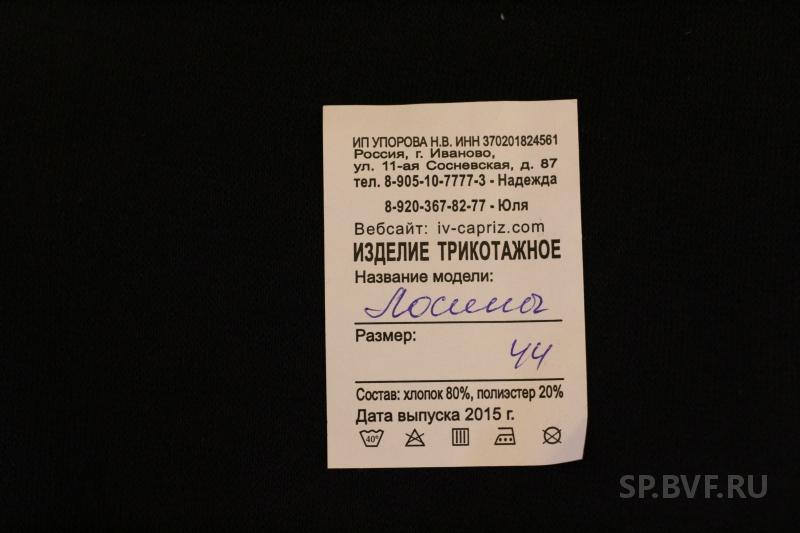 ИП УПОРОВА Н.В. ИНН 370201824561
Россия, г. Иваново,
ул. 11-ая Сосневская, д. 87
тел. 8-905-10-7777-3 - Надежда
8-920-367-82-77 - Юля
Вебсайт: iv-capriz.com
ИЗДЕЛИЕ ТРИКОТАЖНОЕ
Название модели:
Лосины
Размер:
44
Состав: хлопок 80%, полиэстер 20%
Дата выпуска 2015 г.
40°
SP.BVF.RU